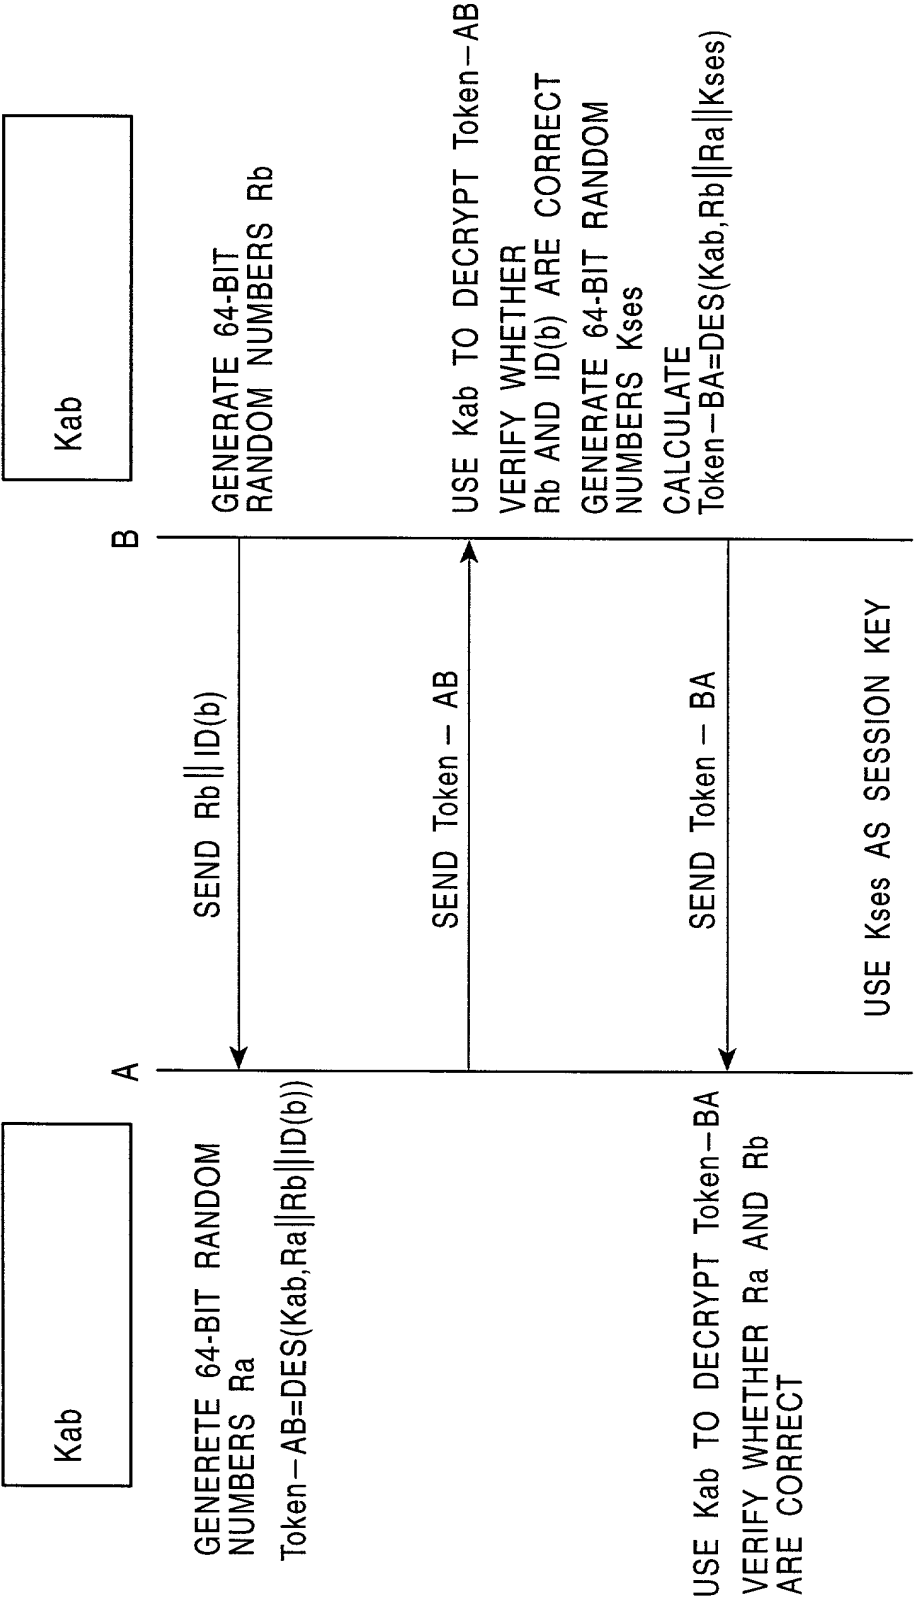 Kab
Kab
A
B
GENERATE 64-BIT
RANDOM NUMBERS Rb
SEND Rb||ID(b)
GENERETE 64-BIT RANDOM
NUMBERS Ra
Token-AB=DES(Kab,Ra||Rb||ID(b))
SEND Token-AB
USE Kab TO DECRYPT Token-AB
VERIFY WHETHER
Rb AND ID(b) ARE CORRECT
GENERATE 64-BIT RANDOM
NUMBERS Kses
CALCULATE
Token-BA=DES(Kab,Rb||Ra||Kses)
SEND Token-BA
USE Kab TO DECRYPT Token-BA
VERIFY WHETHER Ra AND Rb
ARE CORRECT
USE Kses AS SESSION KEY